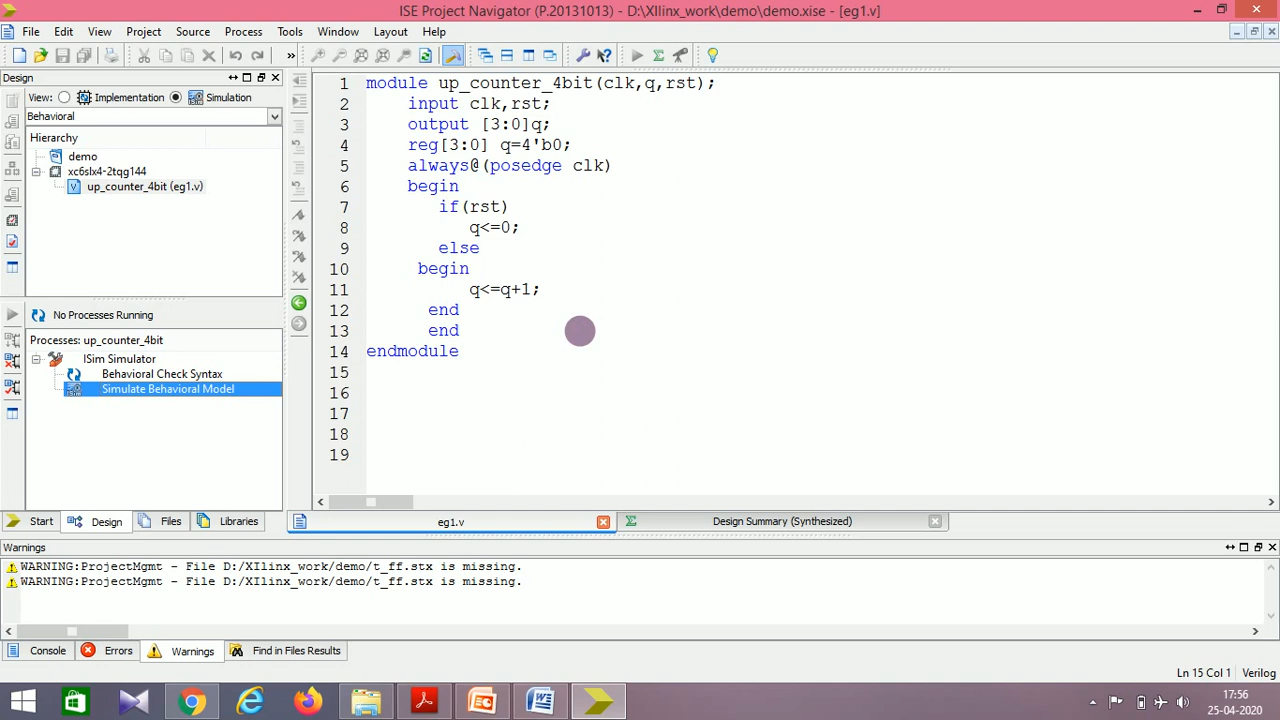 ISE Project Navigator (P.20131013) - D:\XIlinx_work\demo\demo.xise - [eg1.v]
File Edit View Project Source Process Tools Window Layout Help
Design
View: Implementation Simulation
Behavioral
Hierarchy
demo
xc6slx4-2tqg144
up_counter_4bit (eg1.v)
No Processes Running
Processes: up_counter_4bit
ISim Simulator
Behavioral Check Syntax
Simulate Behavioral Model
Start Design Files Libraries
1 module up_counter_4bit(clk,q,rst);
2 input clk,rst;
3 output [3:0]q;
4 reg[3:0] q=4'b0;
5 always@(posedge clk)
6 begin
7 if(rst)
8 q<=0;
9 else
10 begin
11 q<=q+1;
12 end
13 end
14 endmodule
15
16
17
18
19
eg1.v Design Summary (Synthesized)
Warnings
WARNING:ProjectMgmt - File D:/XIlinx_work/demo/t_ff.stx is missing.
WARNING:ProjectMgmt - File D:/XIlinx_work/demo/t_ff.stx is missing.
Console Errors Warnings Find in Files Results
Ln 15 Col 1 Verilog
17:56
25-04-2020